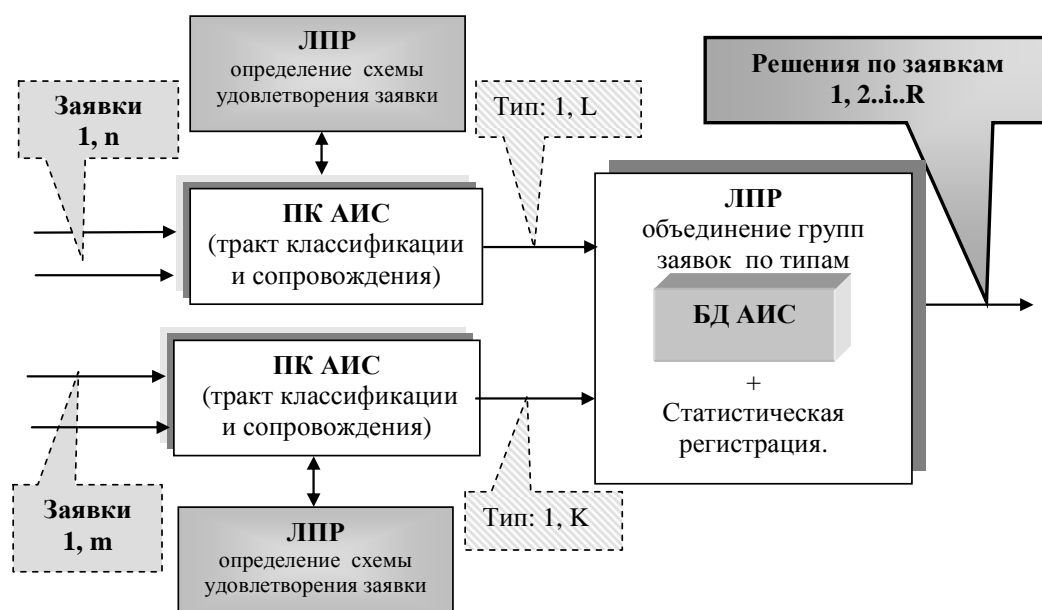 ЛПР
определение схемы
удовлетворения заявки
Заявки
1, n
Тип: 1, L
Решения по заявкам
1, 2..i..R
ПК АИС
(тракт классификации
и сопровождения)
ЛПР
объединение групп
заявок по типам
БД АИС
+
Статистическая
регистрация.
ПК АИС
(тракт классификации
и сопровождения)
Заявки
1, m
Тип: 1, K
ЛПР
определение схемы
удовлетворения заявки